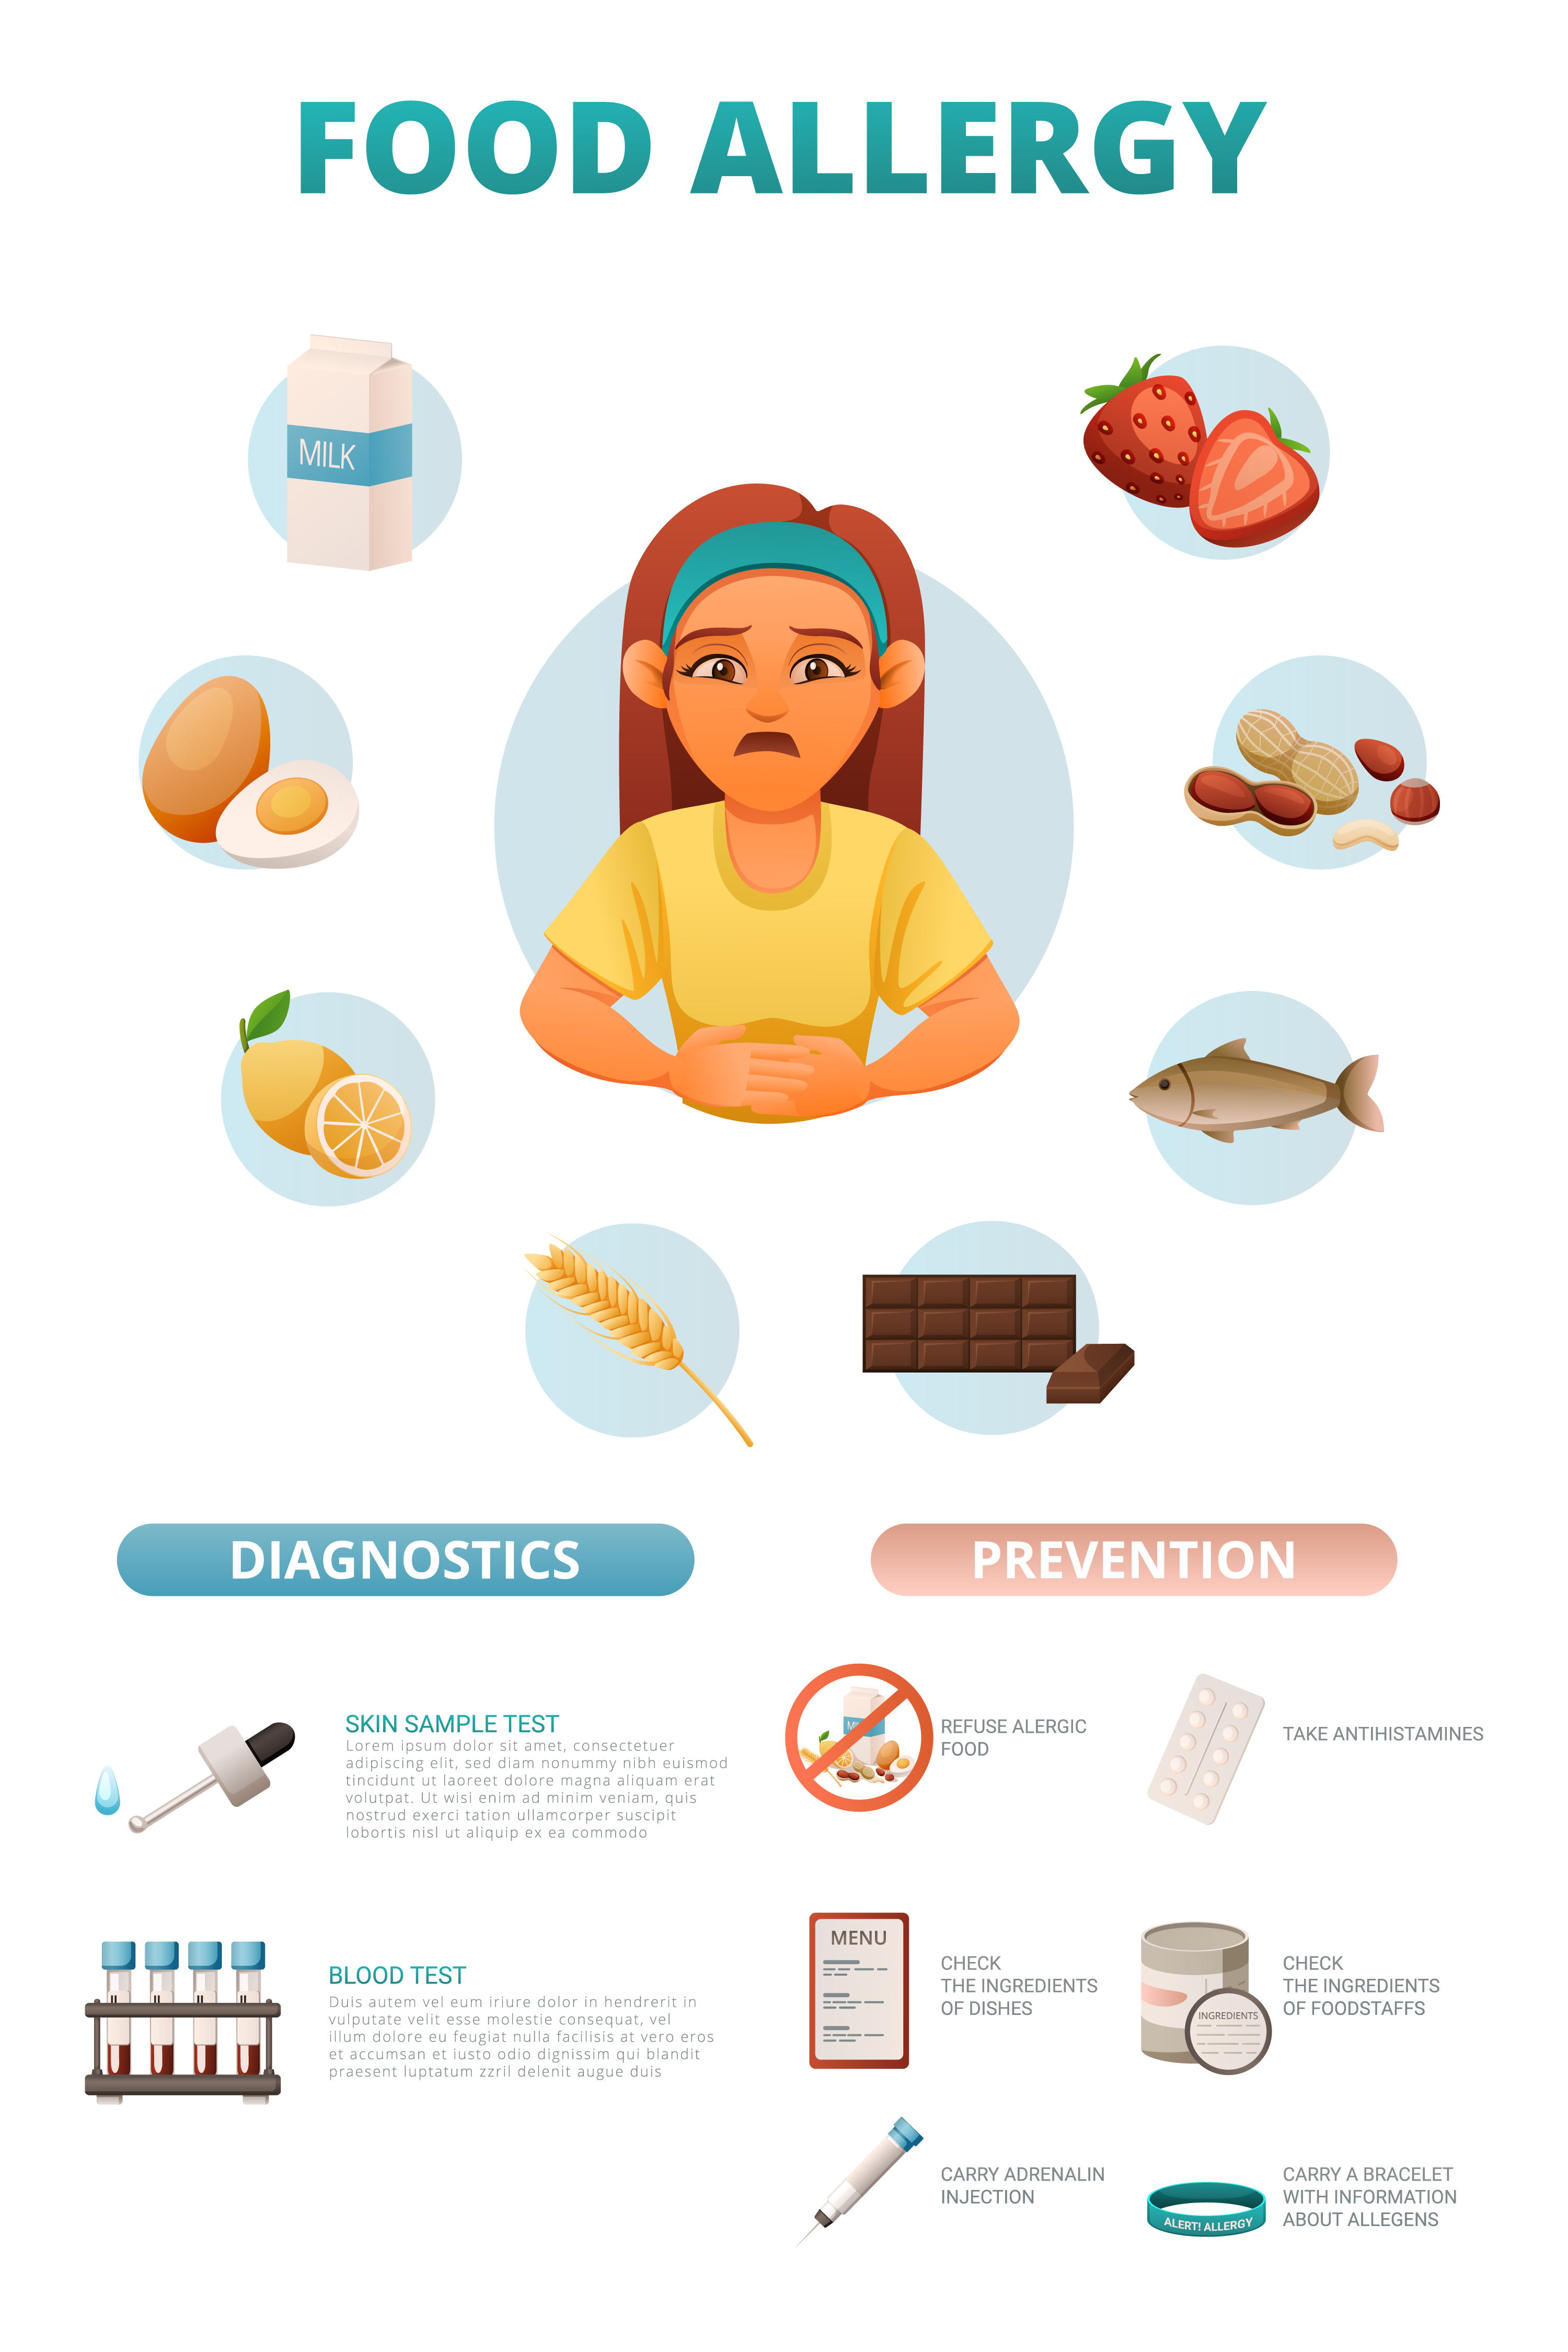 FOOD ALLERGY
MILK
DIAGNOSTICS
SKIN SAMPLE TEST
Lorem ipsum dolor sit amet, consectetuer
adipiscing elit, sed diam nonummy nibh euismod
tincidunt ut laoreet dolore magna aliquam erat
volutpat. Ut wisi enim ad minim veniam, quis
nostrud exerci tation ullamcorper suscipit
lobortis nisl ut aliquip ex ea commodo
BLOOD TEST
Duis autem vel eum iriure dolor in hendrerit in
vulputate velit esse molestie consequat, vel
illum dolore eu feugiat nulla facilisis at vero eros
et accumsan et iusto odio dignissim qui blandit
praesent luptatum zzril delenit augue duis
PREVENTION
REFUSE ALERGIC
FOOD
TAKE ANTIHISTAMINES
MENU
CHECK
THE INGREDIENTS
OF DISHES
INGREDIENTS
CHECK
THE INGREDIENTS
OF FOODSTAFFS
CARRY ADRENALIN
INJECTION
ALERT! ALLERGY
CARRY A BRACELET
WITH INFORMATION
ABOUT ALLEGENS